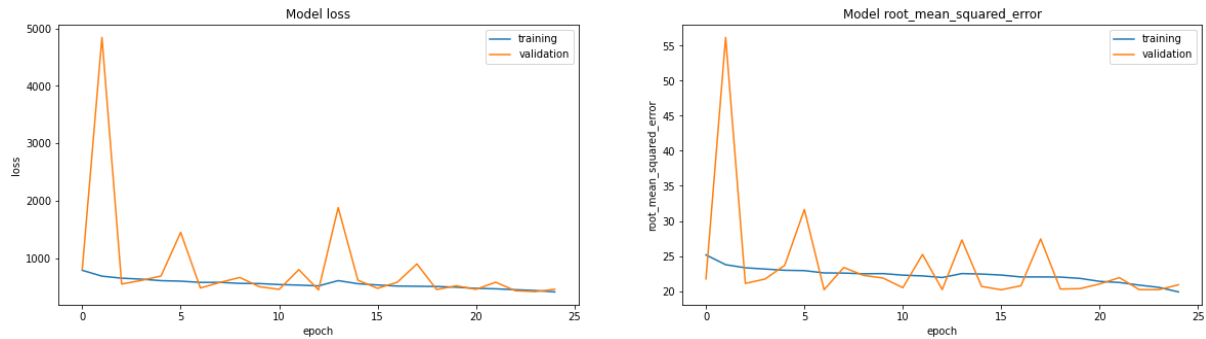 Model loss
5000
4000
3000
2000
1000
loss
0
5
10
15
20
25
epoch
training
validation
Model root_mean_squared_error
55
50
45
40
35
30
25
20
root_mean_squared_error
0
5
10
15
20
25
epoch
training
validation